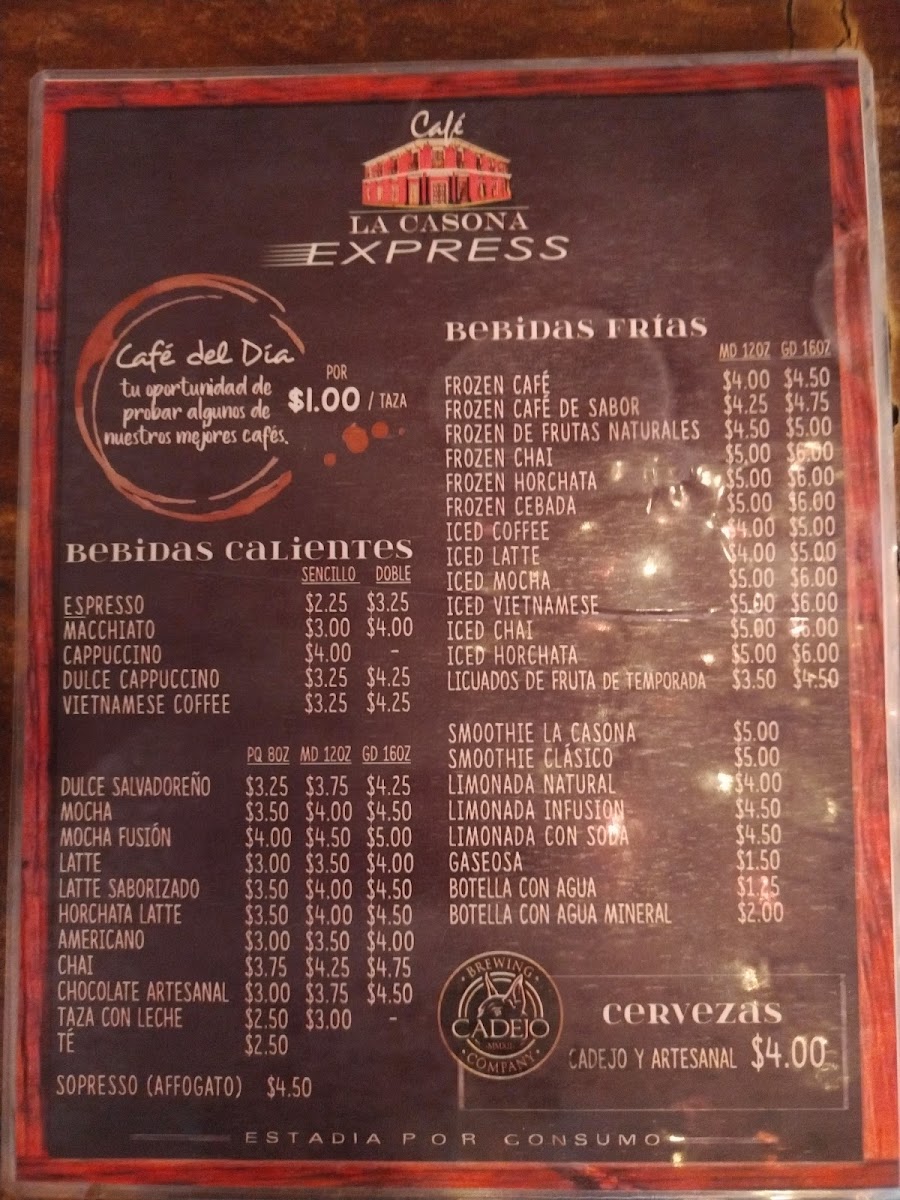 Café
LA CASONA
EXPRESS
Café del Día
tu oportunidad de
probar algunos de
nuestros mejores cafés.
POR
$1.00 / TAZA
BEBIDAS CALIENTES
SENCILLO DOBLE
ESPRESSO $2.25 $3.25
MACCHIATO $3.00 $4.00
CAPPUCCINO $4.00 -
DULCE CAPPUCCINO $3.25 $4.25
VIETNAMESE COFFEE $3.25 $4.25
PQ 8OZ MD 12OZ GD 16OZ
DULCE SALVADOREÑO $3.25 $3.75 $4.25
MOCHA $3.50 $4.00 $4.50
MOCHA FUSIÓN $4.00 $4.50 $5.00
LATTE $3.00 $3.50 $4.00
LATTE SABORIZADO $3.50 $4.00 $4.50
HORCHATA LATTE $3.50 $4.00 $4.50
AMERICANO $3.00 $3.50 $4.00
CHAI $3.75 $4.25 $4.75
CHOCOLATE ARTESANAL $3.00 $3.75 $4.50
TAZA CON LECHE $2.50 $3.00 -
TÉ $2.50
SOPRESSO (AFFOGATO) $4.50
BEBIDAS FRÍAS
MD 12OZ GD 16OZ
FROZEN CAFÉ $4.00 $4.50
FROZEN CAFÉ DE SABOR $4.25 $4.75
FROZEN DE FRUTAS NATURALES $4.50 $5.00
FROZEN CHAI $5.00 $6.00
FROZEN HORCHATA $5.00 $6.00
FROZEN CEBADA $5.00 $6.00
ICED COFFEE $4.00 $5.00
ICED LATTE $4.00 $5.00
ICED MOCHA $5.00 $6.00
ICED VIETNAMESE $5.00 $6.00
ICED CHAI $5.00 $6.00
ICED HORCHATA $5.00 $6.00
LICUADOS DE FRUTA DE TEMPORADA $3.50 $4.50
SMOOTHIE LA CASONA $5.00
SMOOTHIE CLÁSICO $5.00
LIMONADA NATURAL $4.00
LIMONADA INFUSION $4.50
LIMONADA CON SODA $4.50
GASEOSA $1.50
BOTELLA CON AGUA $1.25
BOTELLA CON AGUA MINERAL $2.00
BREWING
CADEJO
COMPANY
CERVEZAS
CADEJO Y ARTESANAL $4.00
ESTADIA POR CONSUMO